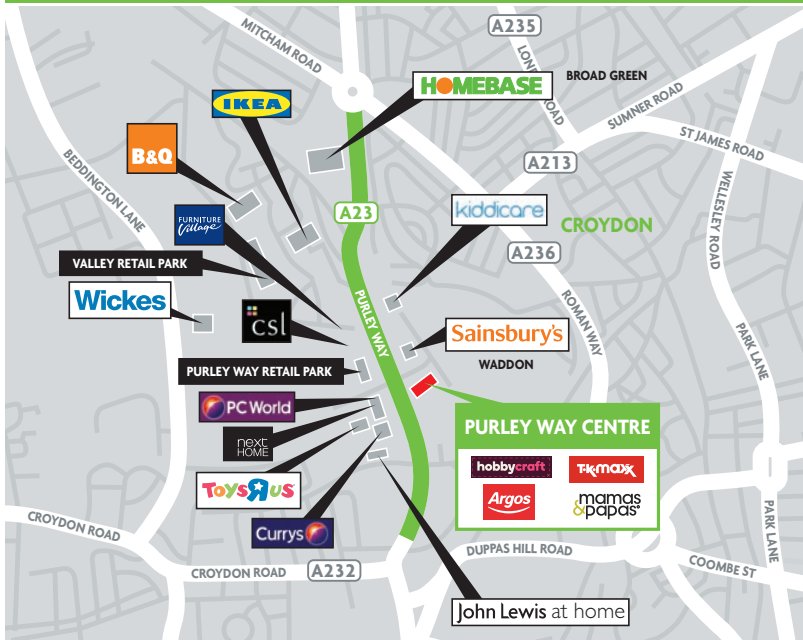 A235
MITCHAM ROAD
LONDON ROAD
BROAD GREEN
HOMEBASE
IKEA
SUMNER ROAD
ST JAMES ROAD
B&Q
BEDDINGTON LANE
A213
WELLESLEY ROAD
FURNITURE
Village
A23
kiddicare
CROYDON
A236
VALLEY RETAIL PARK
Wickes
csl
PURLEY WAY
ROMAN WAY
Sainsbury's
WADDON
PARK LANE
PURLEY WAY RETAIL PARK
PC World
next
HOME
PURLEY WAY CENTRE
hobbycraft
T.K.maxx
Argos
mamas
&papas
ToysRus
Currys
PARK LANE
CROYDON ROAD
DUPPAS HILL ROAD
COOMBE ST
CROYDON ROAD
A232
John Lewis at home